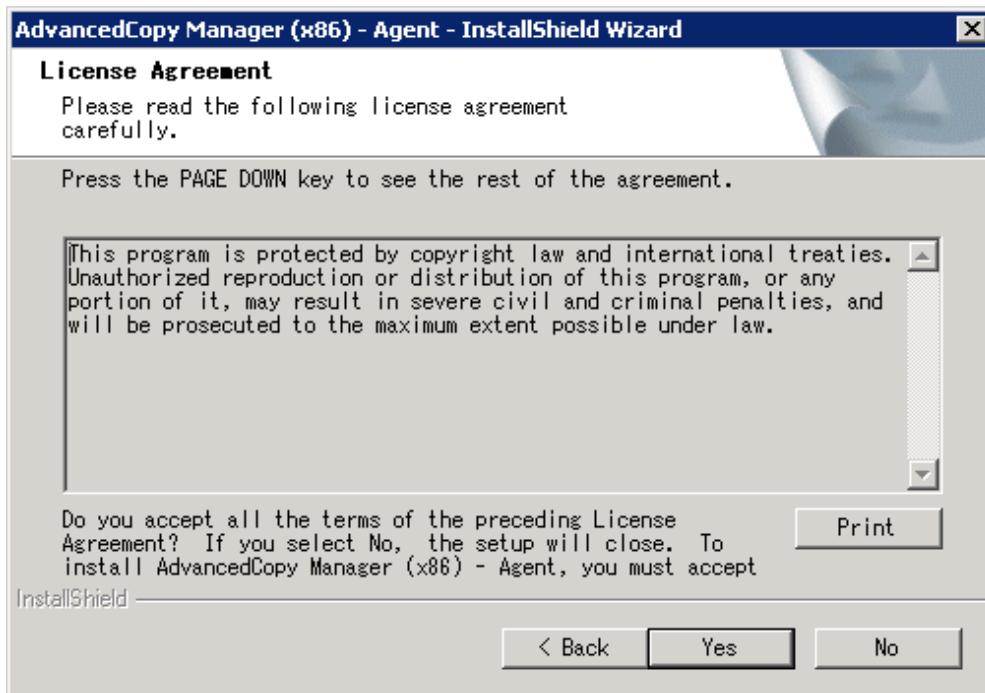 AdvancedCopy Manager (x86) - Agent - InstallShield Wizard
License Agreement
Please read the following license agreement
carefully.
Press the PAGE DOWN key to see the rest of the agreement.
This program is protected by copyright law and international treaties.
Unauthorized reproduction or distribution of this program, or any
portion of it, may result in severe civil and criminal penalties, and
will be prosecuted to the maximum extent possible under law.
Do you accept all the terms of the preceding License
Agreement?  If you select No,  the setup will close.  To
install AdvancedCopy Manager (x86) - Agent, you must accept
Print
InstallShield
< Back
Yes
No